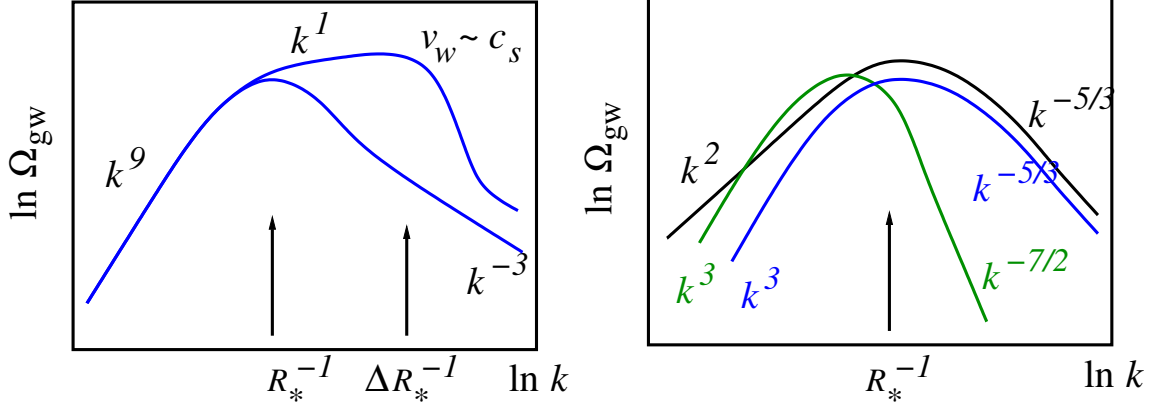 ln Ω_gw
k^1
v_w ~ c_s
k^9
k^{-3}
R_*^{-1}
ΔR_*^{-1}
ln k
ln Ω_gw
k^2
k^{-5/3}
k^{-5/3}
k^3
k^3
k^{-7/2}
R_*^{-1}
ln k